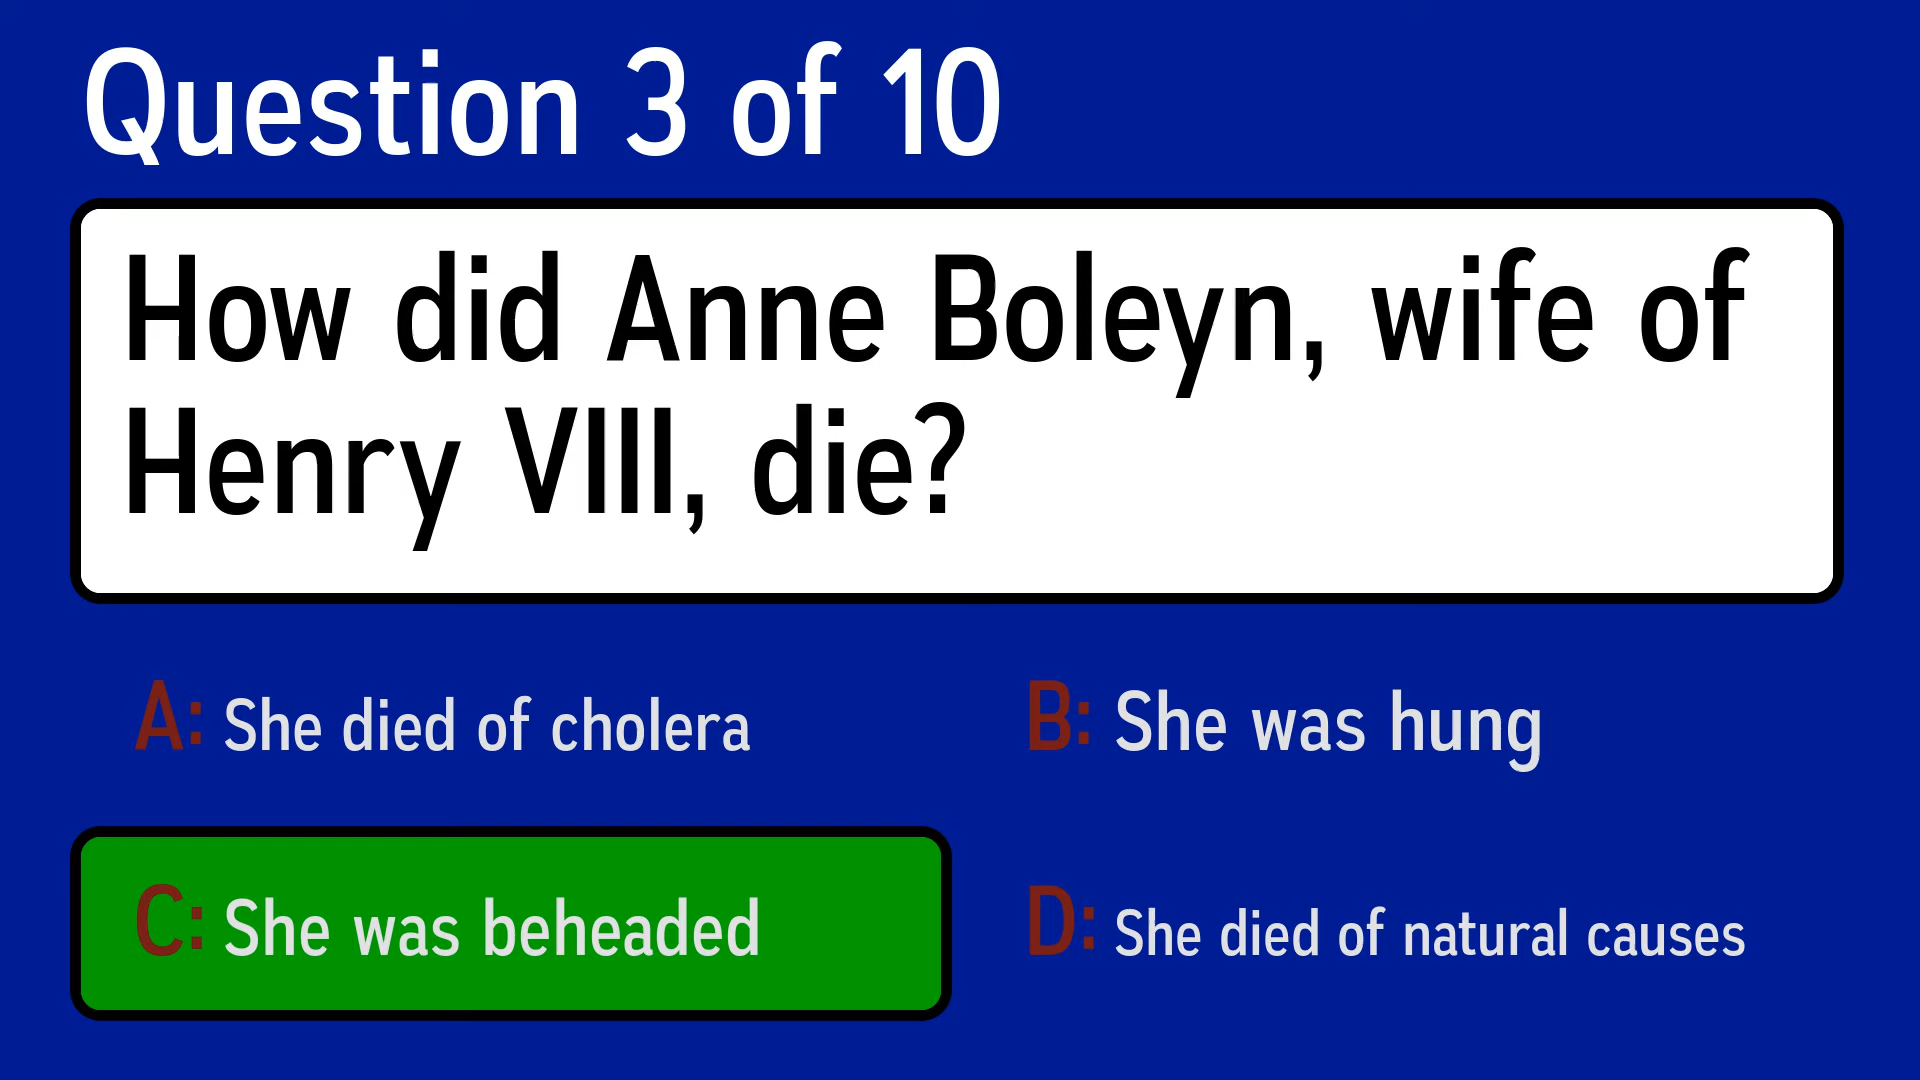 Question 3 of 10
How did Anne Boleyn, wife of
Henry VIII, die?
A: She died of cholera
B: She was hung
C: She was beheaded
D: She died of natural causes